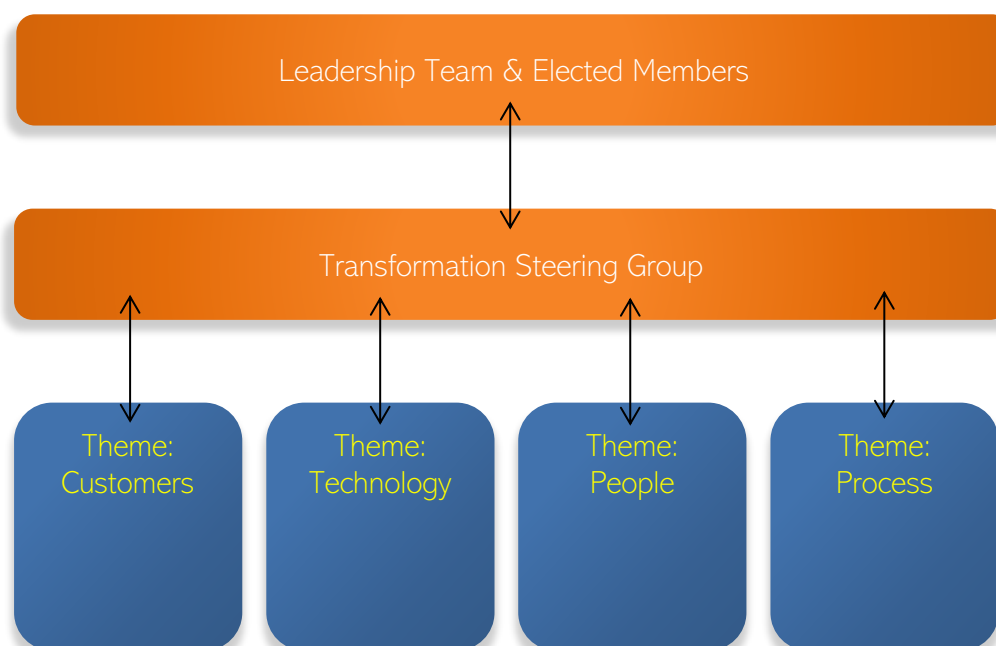 Leadership Team & Elected Members
Transformation Steering Group
Theme:
Customers
Theme:
Technology
Theme:
People
Theme:
Process